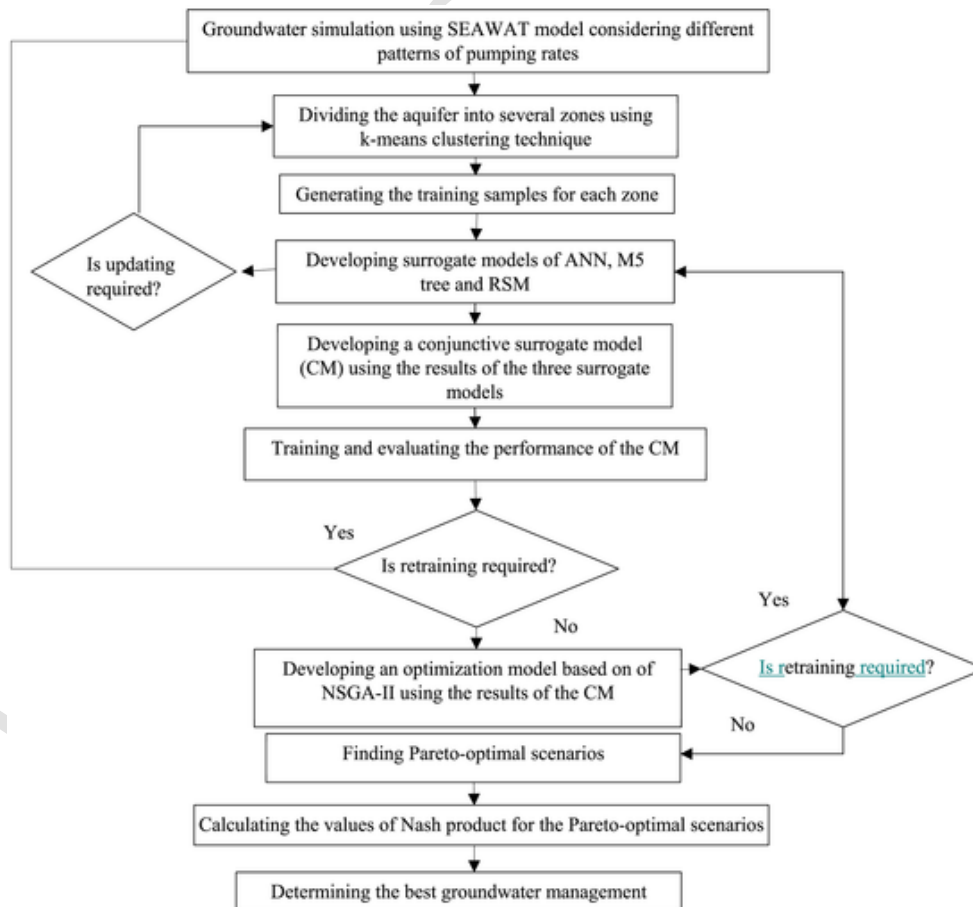 Groundwater simulation using SEAWAT model considering different
patterns of pumping rates
Dividing the aquifer into several zones using
k-means clustering technique
Generating the training samples for each zone
Is updating
required?
Developing surrogate models of ANN, M5
tree and RSM
Developing a conjunctive surrogate model
(CM) using the results of the three surrogate
models
Training and evaluating the performance of the CM
Yes
Is retraining required?
No
Developing an optimization model based on of
NSGA-II using the results of the CM
Yes
Is retraining required?
No
Finding Pareto-optimal scenarios
Calculating the values of Nash product for the Pareto-optimal scenarios
Determining the best groundwater management